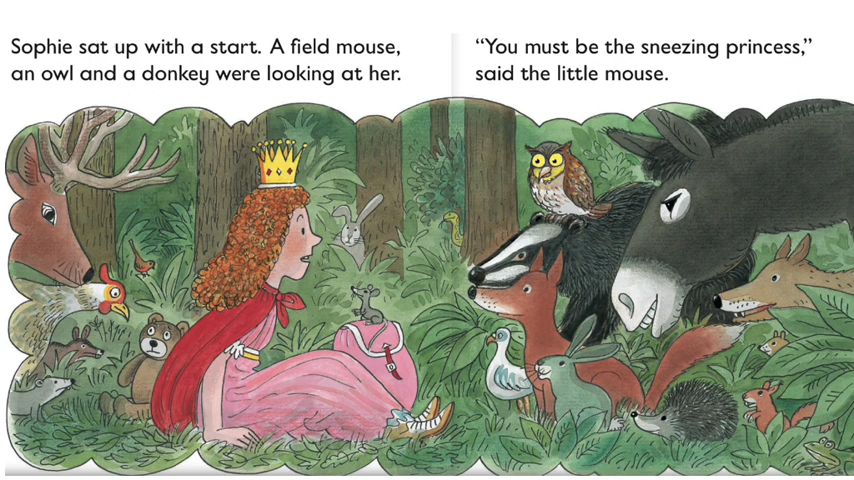 Sophie sat up with a start. A field mouse,
an owl and a donkey were looking at her.
“You must be the sneezing princess,”
said the little mouse.